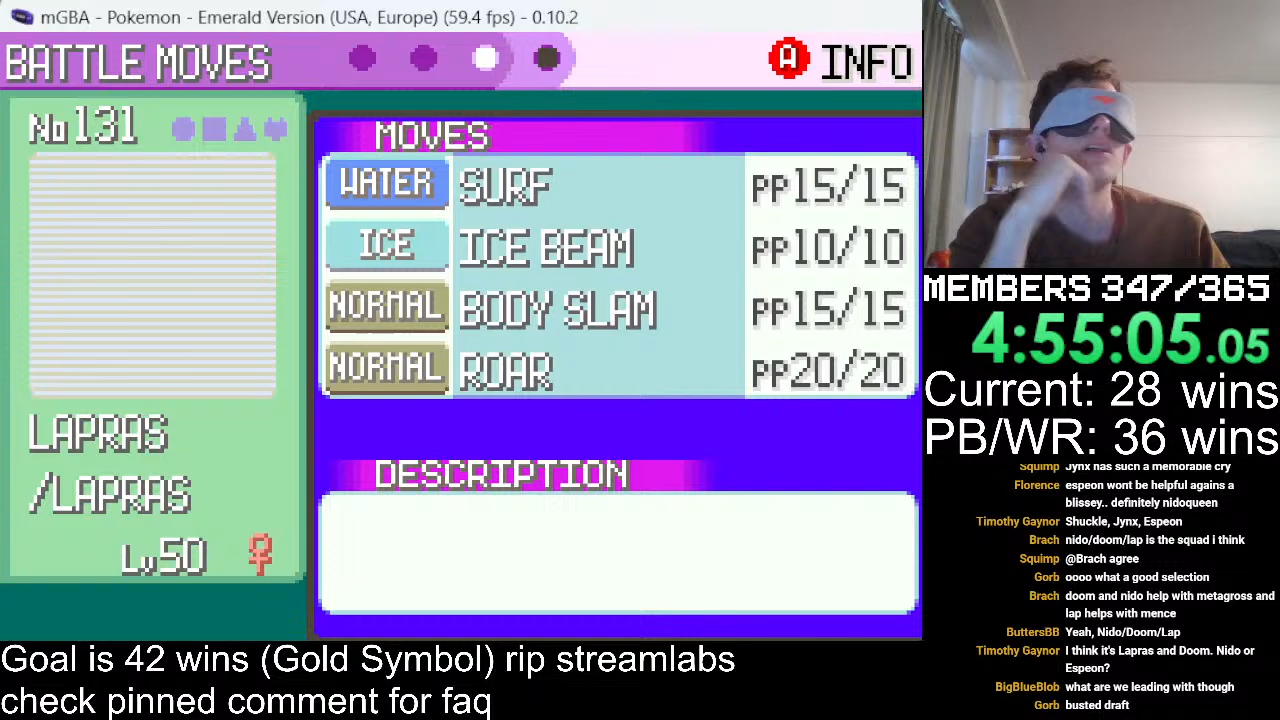 mGBA - Pokemon - Emerald Version (USA, Europe) (59.4 fps) - 0.10.2
BATTLE MOVES
A INFO
No131
MOVES
WATER SURF PP15/15
ICE ICE BEAM PP10/10
NORMAL BODY SLAM PP15/15
NORMAL ROAR PP20/20
LAPRAS
/LAPRAS
Lv50 ♀
DESCRIPTION
MEMBERS 347/365
4:55:05.05
Current: 28 wins
PB/WR: 36 wins
Squimp Jynx has such a memorable cry
Florence espeon wont be helpful agains a
blissey.. definitely nidoqueen
Timothy Gaynor Shuckle, Jynx, Espeon
Brach nido/doom/lap is the squad i think
Squimp @Brach agree
Gorb oooo what a good selection
Brach doom and nido help with metagross and
lap helps with mence
ButtersBB Yeah, Nido/Doom/Lap
Timothy Gaynor I think it's Lapras and Doom. Nido or
Espeon?
BigBlueBlob what are we leading with though
Gorb busted draft
Goal is 42 wins (Gold Symbol) rip streamlabs
check pinned comment for faq